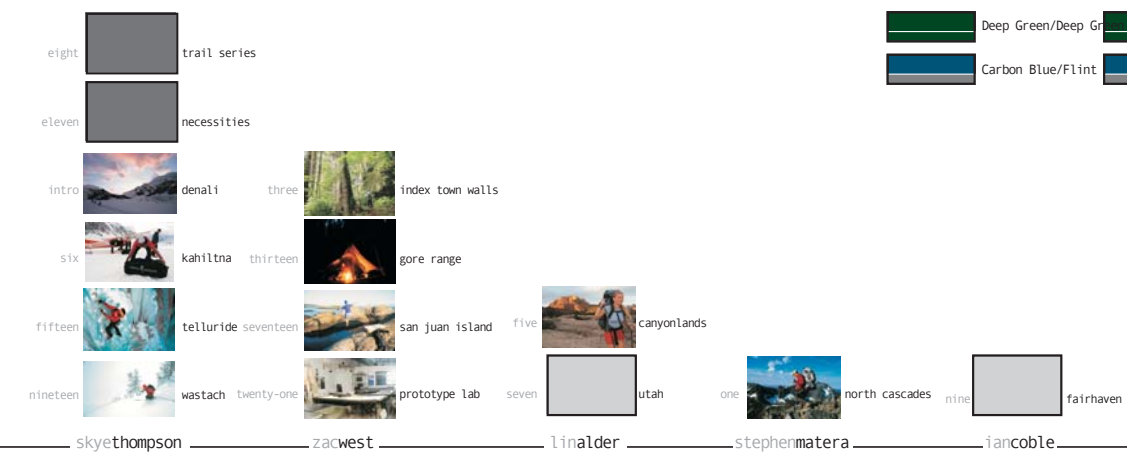 Deep Green/Deep Gr
Carbon Blue/Flint
eight trail series
eleven necessities
intro denali three index town walls
six kahiltna thirteen gore range
fifteen telluride seventeen san juan island five canyonlands
nineteen wastach twenty-one prototype lab seven utah one north cascades nine fairhaven
skyethompson zacwest linalder stephenmatera iancoble